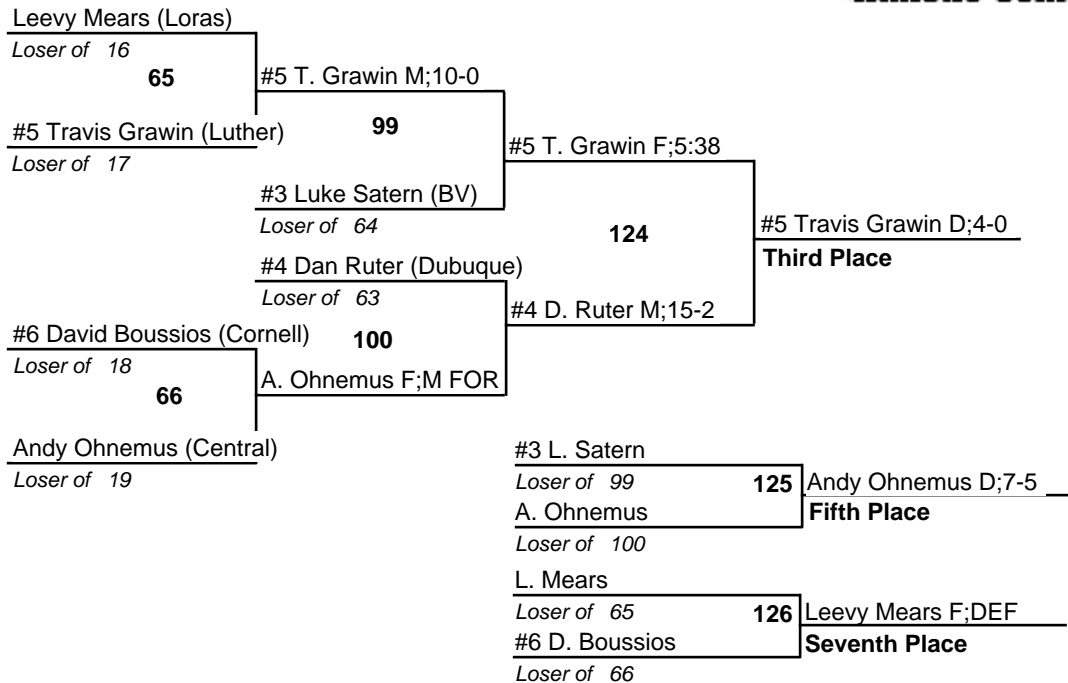 Leevy Mears (Loras)
Loser of 16
65
#5 T. Grawin M;10-0
#5 Travis Grawin (Luther)
Loser of 17
99
#5 T. Grawin F;5:38
#3 Luke Satern (BV)
Loser of 64
124
#5 Travis Grawin D;4-0
Third Place
#4 Dan Ruter (Dubuque)
Loser of 63
#4 D. Ruter M;15-2
#6 David Boussios (Cornell)
Loser of 18
100
66
A. Ohnemus F;M FOR
Andy Ohnemus (Central)
Loser of 19
#3 L. Satern
Loser of 99
125
Andy Ohnemus D;7-5
A. Ohnemus
Fifth Place
Loser of 100
L. Mears
Loser of 65
126
Leevy Mears F;DEF
#6 D. Boussios
Seventh Place
Loser of 66